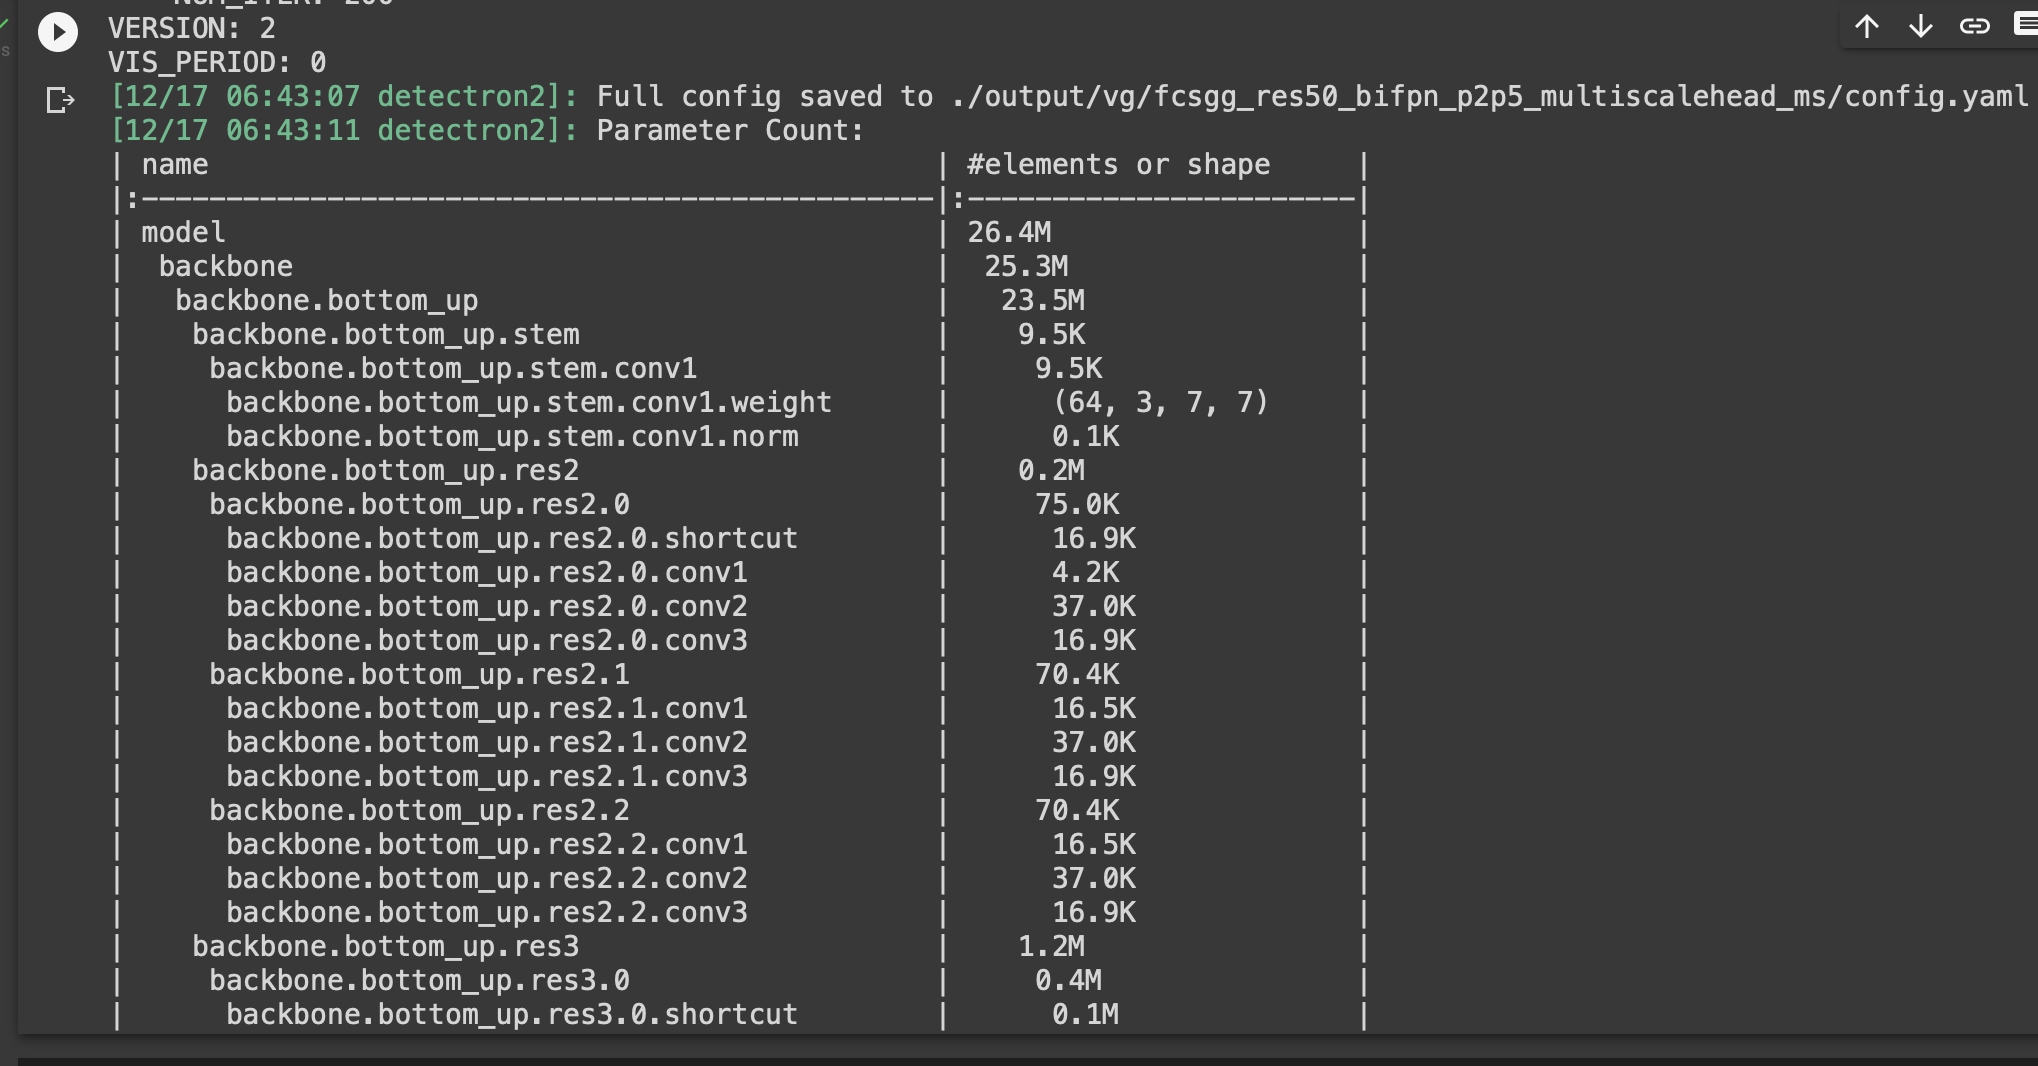 NUM_ITER: 200
VERSION: 2
VIS_PERIOD: 0
[12/17 06:43:07 detectron2]: Full config saved to ./output/vg/fcsgg_res50_bifpn_p2p5_multiscalehead_ms/config.yaml
[12/17 06:43:11 detectron2]: Parameter Count:
| name | #elements or shape |
|:-----------------------------------------------|:-----------------------|
| model | 26.4M |
| backbone | 25.3M |
| backbone.bottom_up | 23.5M |
| backbone.bottom_up.stem | 9.5K |
| backbone.bottom_up.stem.conv1 | 9.5K |
| backbone.bottom_up.stem.conv1.weight | (64, 3, 7, 7) |
| backbone.bottom_up.stem.conv1.norm | 0.1K |
| backbone.bottom_up.res2 | 0.2M |
| backbone.bottom_up.res2.0 | 75.0K |
| backbone.bottom_up.res2.0.shortcut | 16.9K |
| backbone.bottom_up.res2.0.conv1 | 4.2K |
| backbone.bottom_up.res2.0.conv2 | 37.0K |
| backbone.bottom_up.res2.0.conv3 | 16.9K |
| backbone.bottom_up.res2.1 | 70.4K |
| backbone.bottom_up.res2.1.conv1 | 16.5K |
| backbone.bottom_up.res2.1.conv2 | 37.0K |
| backbone.bottom_up.res2.1.conv3 | 16.9K |
| backbone.bottom_up.res2.2 | 70.4K |
| backbone.bottom_up.res2.2.conv1 | 16.5K |
| backbone.bottom_up.res2.2.conv2 | 37.0K |
| backbone.bottom_up.res2.2.conv3 | 16.9K |
| backbone.bottom_up.res3 | 1.2M |
| backbone.bottom_up.res3.0 | 0.4M |
| backbone.bottom_up.res3.0.shortcut | 0.1M |